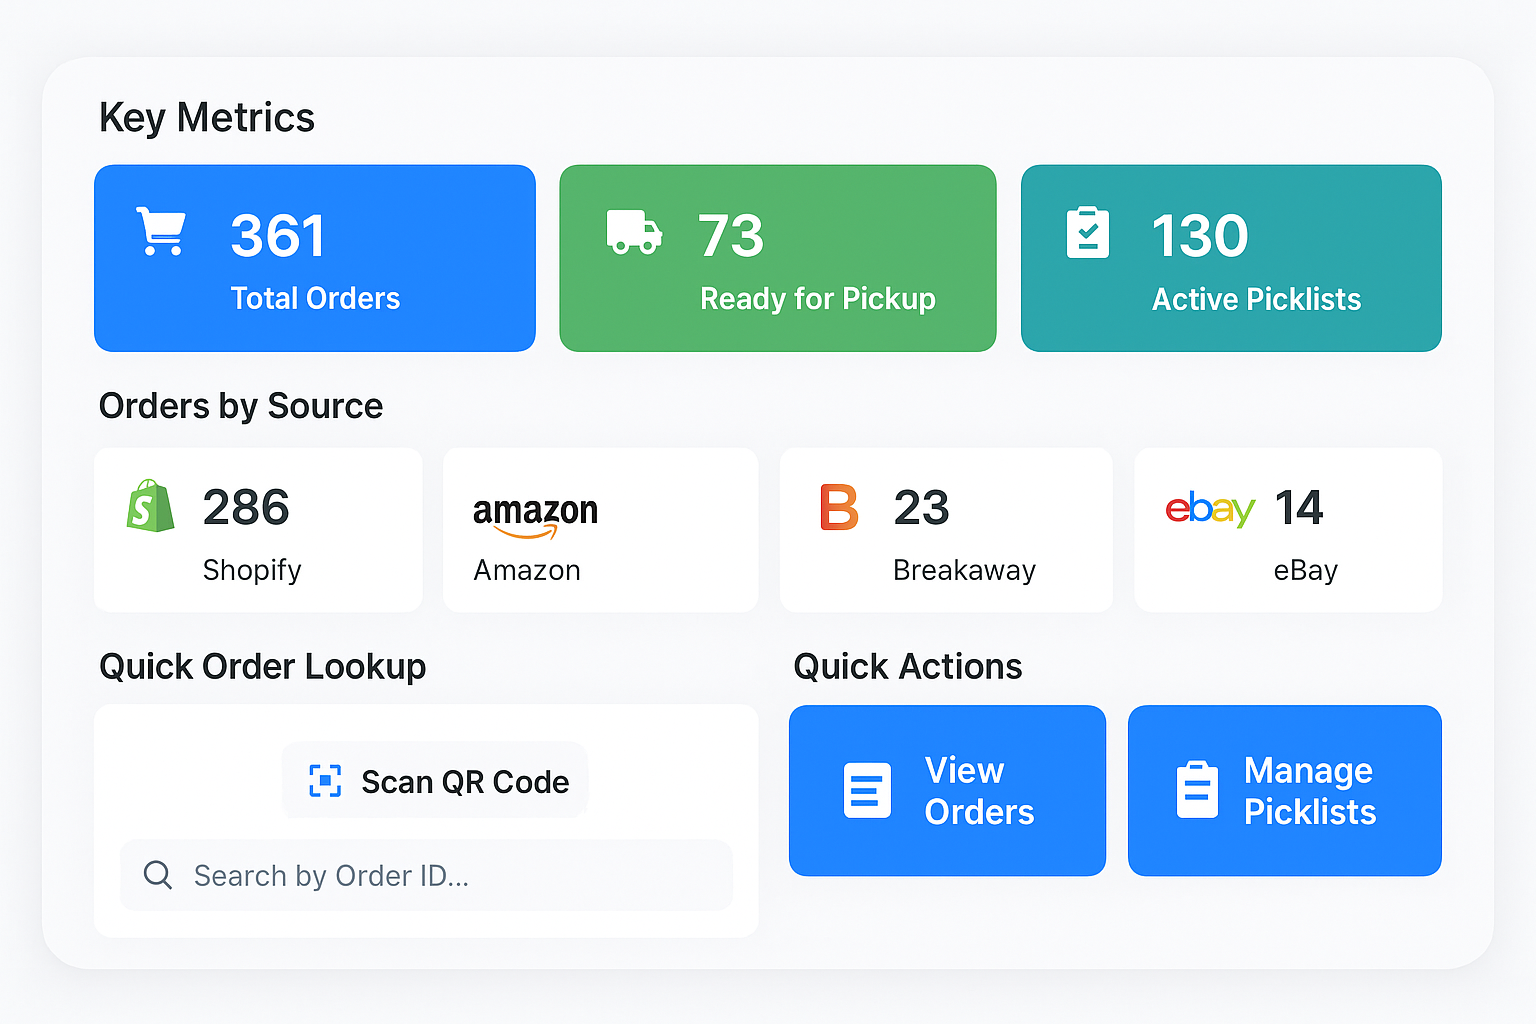 Key Metrics
361
Total Orders
73
Ready for Pickup
130
Active Picklists
Orders by Source
S
286
Shopify
amazon
Amazon
B
23
Breakaway
ebay
14
eBay
Quick Order Lookup
Scan QR Code
Search by Order ID...
Quick Actions
View
Orders
Manage
Picklists